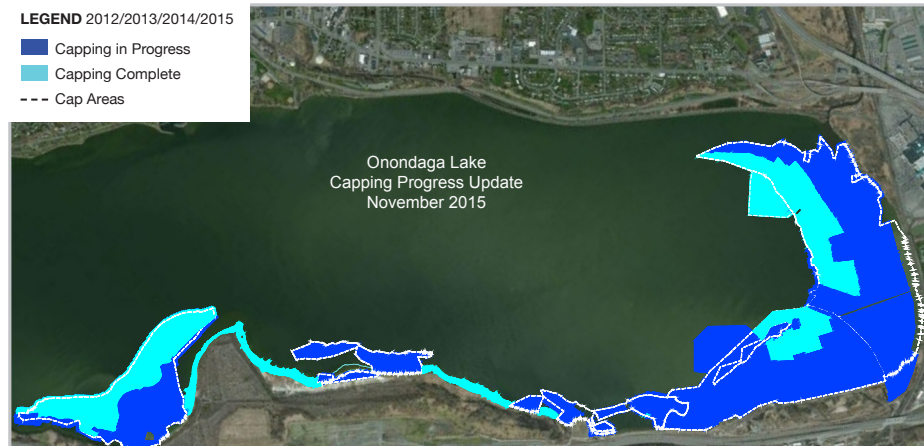 LEGEND 2012/2013/2014/2015
Capping in Progress
Capping Complete
Cap Areas
Onondaga Lake
Capping Progress Update
November 2015